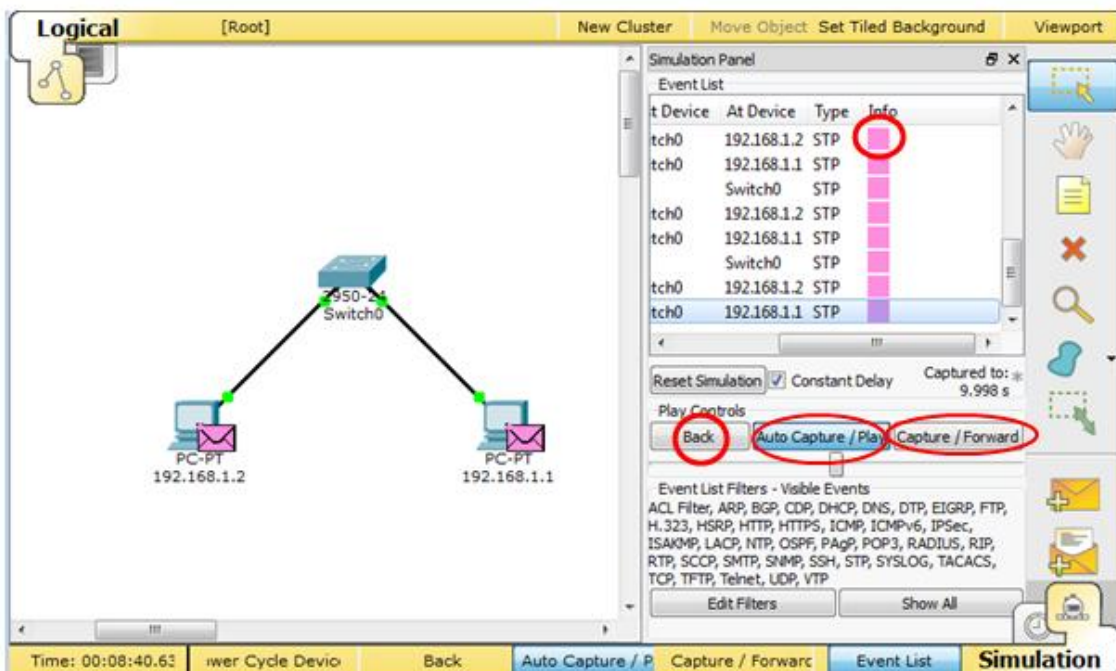 Logical [Root] New Cluster Move Object Set Tiled Background Viewport
Simulation Panel
Event List
t Device At Device Type Info
tch0 192.168.1.2 STP
tch0 192.168.1.1 STP
Switch0 STP
tch0 192.168.1.2 STP
tch0 192.168.1.1 STP
Switch0 STP
tch0 192.168.1.2 STP
tch0 192.168.1.1 STP
2950-24
Switch0
PC-PT
192.168.1.2
PC-PT
192.168.1.1
Reset Simulation Constant Delay Captured to: *
9.998 s
Play Controls
Back Auto Capture / Play Capture / Forward
Event List Filters - Visible Events
ACL Filter, ARP, BGP, CDP, DHCP, DNS, DTP, EIGRP, FTP,
H.323, HSRP, HTTP, HTTPS, ICMP, ICMPv6, IPSec,
ISAKMP, LACP, NTP, OSPF, PAgP, POP3, RADIUS, RIP,
RTP, SCCP, SMTP, SNMP, SSH, STP, SYSLOG, TACACS,
TCP, TFTP, Telnet, UDP, VTP
Edit Filters Show All
Time: 00:08:40.63 wer Cycle Devic Back Auto Capture / P Capture / Forwarc Event List Simulation